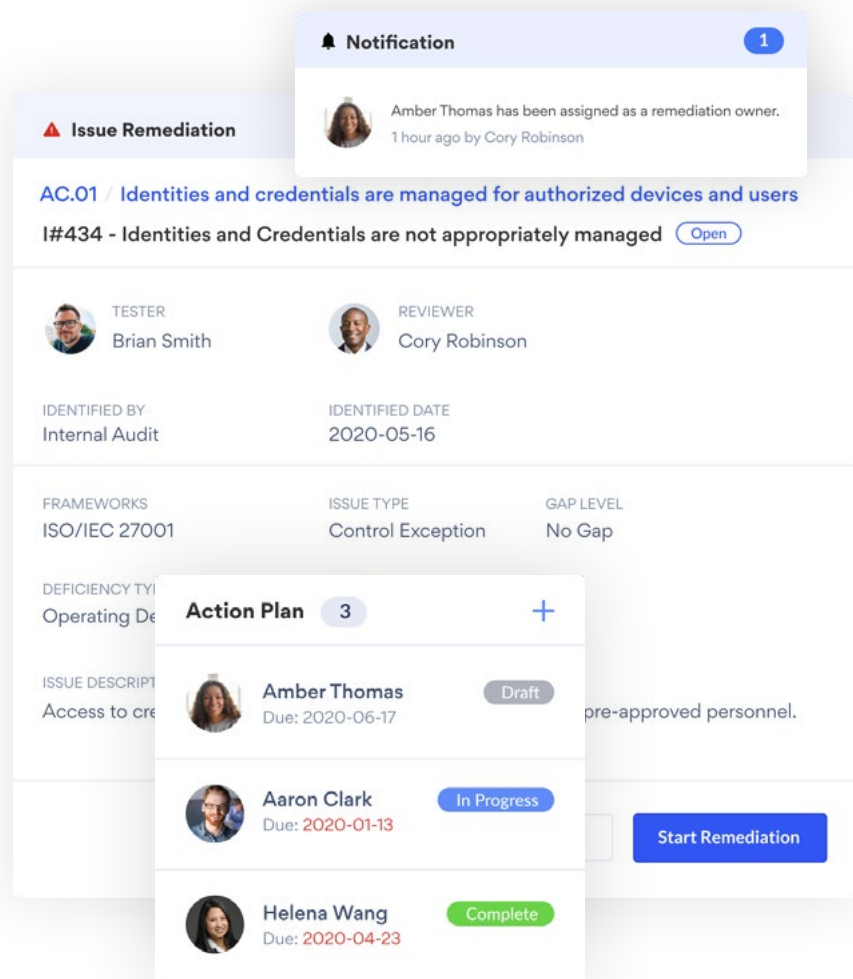 Notification
1
Amber Thomas has been assigned as a remediation owner.
1 hour ago by Cory Robinson
Issue Remediation
AC.01 / Identities and credentials are managed for authorized devices and users
I#434 - Identities and Credentials are not appropriately managed Open
TESTER
Brian Smith
REVIEWER
Cory Robinson
IDENTIFIED BY
Internal Audit
IDENTIFIED DATE
2020-05-16
FRAMEWORKS
ISO/IEC 27001
ISSUE TYPE
Control Exception
GAP LEVEL
No Gap
DEFICIENCY
Operating
ISSUE
Access to
pre-approved personnel.
Action Plan 3 +
Amber Thomas
Draft
Due: 2020-06-17
Aaron Clark
In Progress
Due: 2020-01-13
Helena Wang
Complete
Due: 2020-04-23
Start Remediation